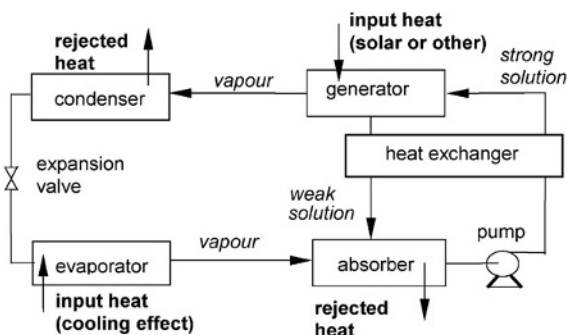 rejected
heat
input heat
(solar or other)
strong
solution
condenser
vapour
generator
heat exchanger
expansion
valve
weak
solution
pump
evaporator
vapour
absorber
input heat
(cooling effect)
rejected
heat